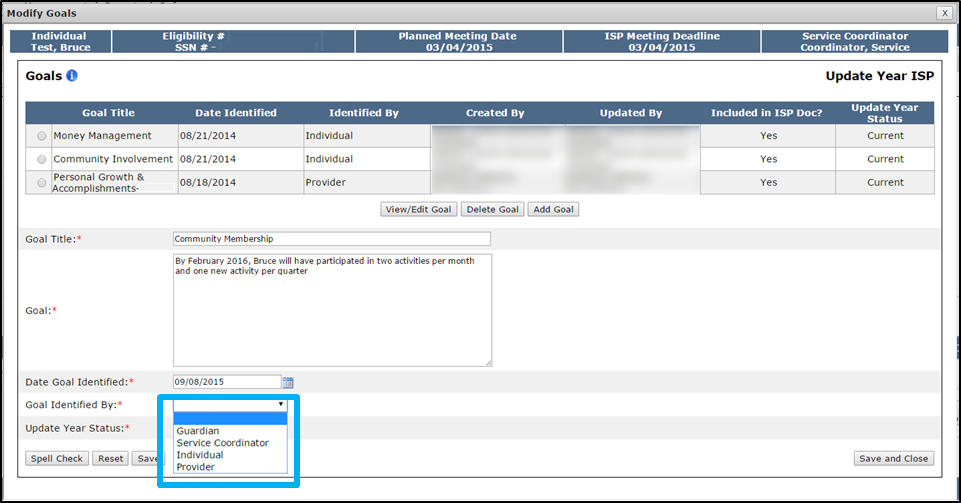 Modify Goals X
Individual Eligibility # Planned Meeting Date ISP Meeting Deadline Service Coordinator
Test, Bruce SSN # - 03/04/2015 03/04/2015 Coordinator, Service
Goals i Update Year ISP
Goal Title Date Identified Identified By Created By Updated By Included in ISP Doc? Update Year Status
Money Management 08/21/2014 Individual Yes Current
Community Involvement 08/21/2014 Individual Yes Current
Personal Growth &
Accomplishments- 08/18/2014 Provider Yes Current
View/Edit Goal Delete Goal Add Goal
Goal Title:* Community Membership
By February 2016, Bruce will have participated in two activities per month
and one new activity per quarter
Goal:*
Date Goal Identified:* 09/08/2015
Goal Identified By:*
Update Year Status:*
Guardian
Service Coordinator
Individual
Provider
Spell Check Reset Save Save and Close